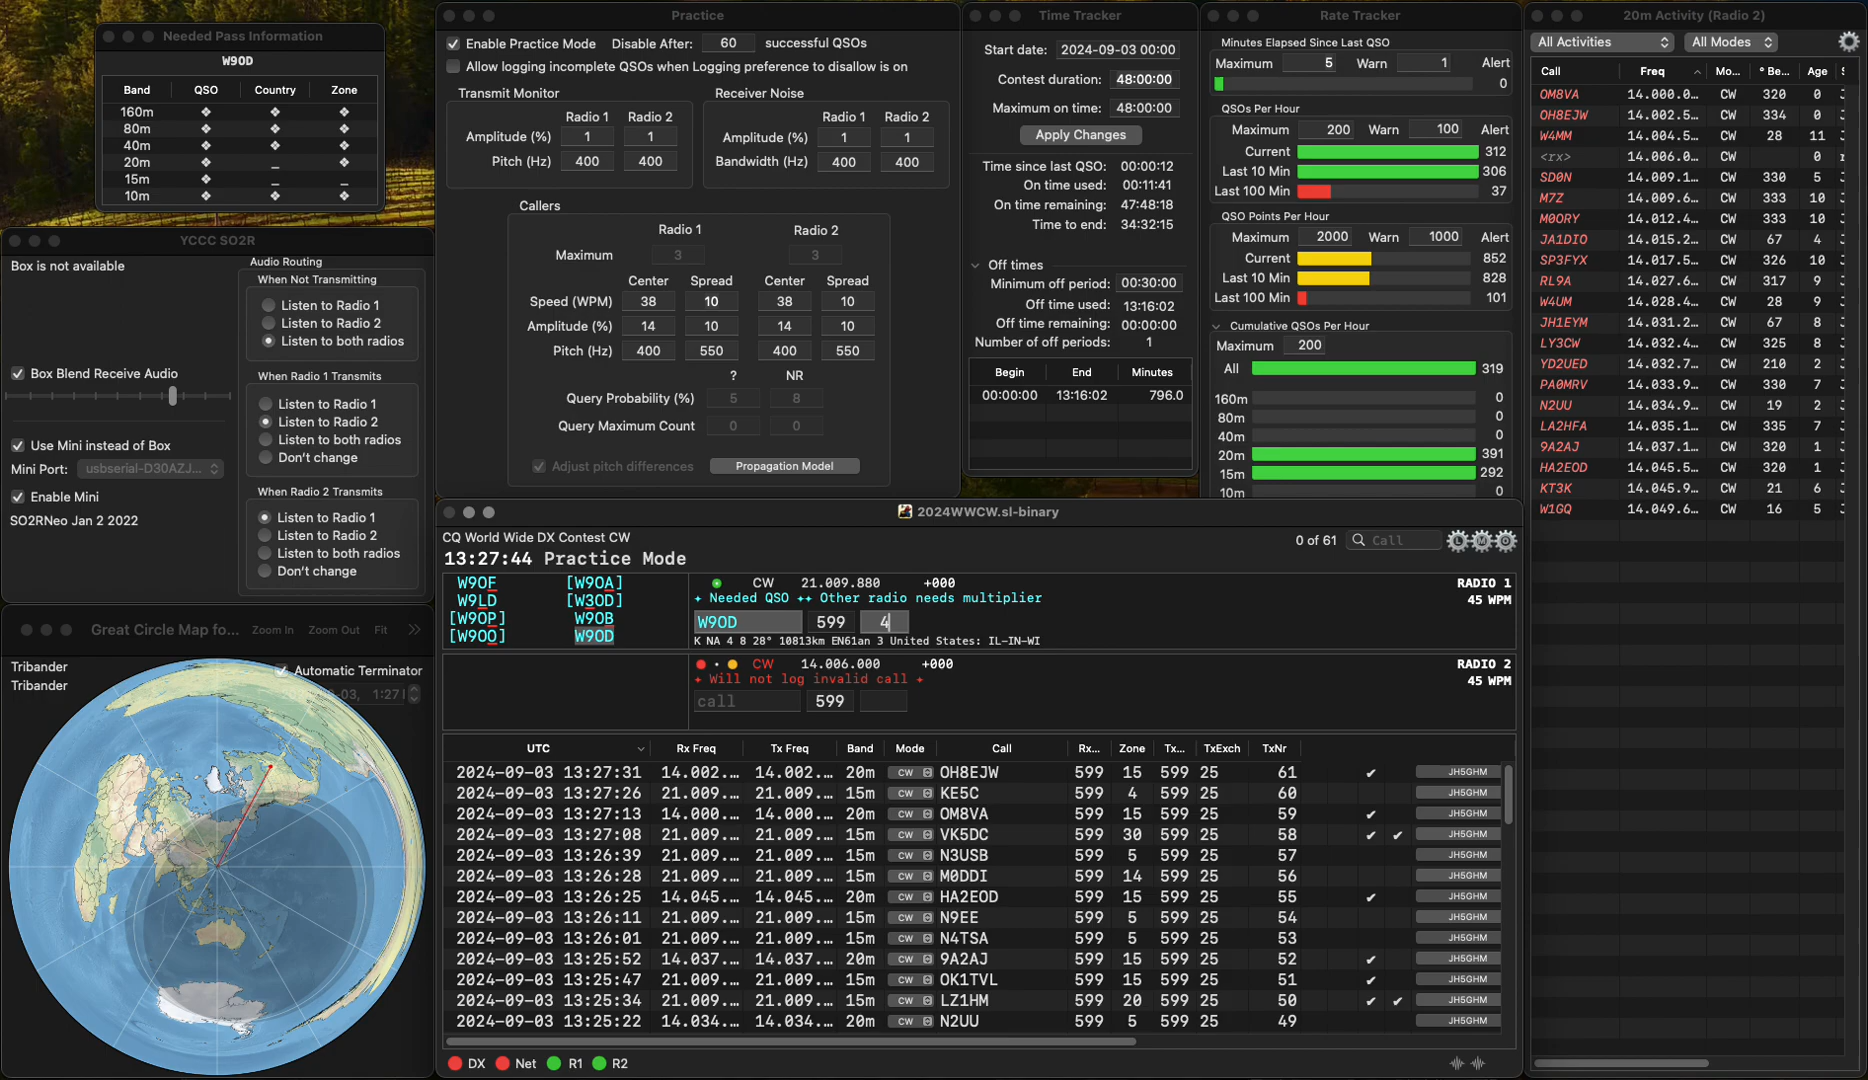 Needed Pass Information
W9OD
Band QSO Country Zone
160m ❖ ❖ ❖
80m ❖ ❖ ❖
40m ❖ ❖ ❖
20m ❖ _ ❖
15m ❖ _ _
10m ❖ ❖ ❖
YCCC SO2R
Box is not available
Audio Routing
When Not Transmitting
Listen to Radio 1
Listen to Radio 2
Listen to both radios
Box Blend Receive Audio
When Radio 1 Transmits
Listen to Radio 1
Listen to Radio 2
Listen to both radios
Don't change
Use Mini instead of Box
Mini Port: usbserial-D30AZJ...
Enable Mini
SO2RNeo Jan 2 2022
When Radio 2 Transmits
Listen to Radio 1
Listen to Radio 2
Listen to both radios
Don't change
Great Circle Map fo... Zoom In Zoom Out Fit >>
Tribander
Tribander
Automatic Terminator
Practice
Enable Practice Mode Disable After: 60 successful QSOs
Allow logging incomplete QSOs when Logging preference to disallow is on
Transmit Monitor
Radio 1 Radio 2
Amplitude (%) 1 1
Pitch (Hz) 400 400
Receiver Noise
Radio 1 Radio 2
Amplitude (%) 1 1
Bandwidth (Hz) 400 400
Callers
Radio 1 Radio 2
Maximum 3 3
Center Spread Center Spread
Speed (WPM) 38 10 38 10
Amplitude (%) 14 10 14 10
Pitch (Hz) 400 550 400 550
? NR
Query Probability (%) 5 8
Query Maximum Count 0 0
Adjust pitch differences Propagation Model
Time Tracker
Start date: 2024-09-03 00:00
Contest duration: 48:00:00
Maximum on time: 48:00:00
Apply Changes
Time since last QSO: 00:00:12
On time used: 00:11:41
On time remaining: 47:48:18
Time to end: 34:32:15
Off times
Minimum off period: 00:30:00
Off time used: 13:16:02
Off time remaining: 00:00:00
Number of off periods: 1
Begin End Minutes
00:00:00 13:16:02 796.0
Rate Tracker
Minutes Elapsed Since Last QSO
Maximum 5 Warn 1 Alert
0
QSOs Per Hour
Maximum 200 Warn 100 Alert
Current 312
Last 10 Min 306
Last 100 Min 37
QSO Points Per Hour
Maximum 2000 Warn 1000 Alert
Current 852
Last 10 Min 828
Last 100 Min 101
Cumulative QSOs Per Hour
Maximum 200
All 319
160m 0
80m 0
40m 0
20m 391
15m 292
10m 0
20m Activity (Radio 2)
All Activities All Modes
Call Freq Mo... ° Be... Age S
OM8VA 14.000.0... CW 320 0 J
OH8EJW 14.002.5... CW 334 0 J
W4MM 14.004.5... CW 28 11 J
<rx> 14.006.0... CW 0 r
SD0N 14.009.1... CW 330 5 J
M7Z 14.009.6... CW 333 10 J
M0ORY 14.012.4... CW 333 10 J
JA1DIO 14.015.2... CW 67 4 J
SP3FYX 14.017.5... CW 326 10 J
RL9A 14.027.6... CW 317 9 J
W4UM 14.028.4... CW 28 9 J
JH1EYM 14.031.2... CW 67 8 J
LY3CW 14.032.4... CW 325 8 J
YD2UED 14.032.7... CW 210 2 J
PA0MRV 14.033.9... CW 330 7 J
N2UU 14.034.9... CW 19 2 J
LA2HFA 14.035.1... CW 335 7 J
9A2AJ 14.037.1... CW 320 1 J
HA2EOD 14.045.5... CW 320 1 J
KT3K 14.045.9... CW 21 6 J
W1GQ 14.049.6... CW 16 5 J
2024WWCW.sl-binary
CQ World Wide DX Contest CW
13:27:44 Practice Mode
0 of 61 Call
W9OF [W9OA]
W9LD [W3OD]
[W9OP] W9OB
[W9OO] W9OD
CW 21.009.880 +000
RADIO 1
45 WPM
✦ Needed QSO ✦✦ Other radio needs multiplier
W9OD 599 4
K NA 4 8 28° 10813km EN61an 3 United States: IL-IN-WI
CW 14.006.000 +000
RADIO 2
45 WPM
✦ Will not log invalid call ✦
call 599
UTC Rx Freq Tx Freq Band Mode Call Rx... Zone Tx... TxExch TxNr
2024-09-03 13:27:31 14.002.... 14.002.... 20m CW OH8EJW 599 15 599 25 61 ✔ JH5GHM
2024-09-03 13:27:26 21.009.... 21.009.... 15m CW KE5C 599 4 599 25 60 JH5GHM
2024-09-03 13:27:13 14.000.... 14.000.... 20m CW OM8VA 599 15 599 25 59 ✔ JH5GHM
2024-09-03 13:27:08 21.009.... 21.009.... 15m CW VK5DC 599 30 599 25 58 ✔ ✔ JH5GHM
2024-09-03 13:26:39 21.009.... 21.009.... 15m CW N3USB 599 5 599 25 57 JH5GHM
2024-09-03 13:26:28 21.009.... 21.009.... 15m CW M0DDI 599 14 599 25 56 JH5GHM
2024-09-03 13:26:25 14.045.... 14.045.... 20m CW HA2EOD 599 15 599 25 55 ✔ JH5GHM
2024-09-03 13:26:11 21.009.... 21.009.... 15m CW N9EE 599 5 599 25 54 JH5GHM
2024-09-03 13:26:01 21.009.... 21.009.... 15m CW N4TSA 599 5 599 25 53 JH5GHM
2024-09-03 13:25:52 14.037.... 14.037.... 20m CW 9A2AJ 599 15 599 25 52 ✔ JH5GHM
2024-09-03 13:25:47 21.009.... 21.009.... 15m CW OK1TVL 599 15 599 25 51 ✔ JH5GHM
2024-09-03 13:25:34 21.009.... 21.009.... 15m CW LZ1HM 599 20 599 25 50 ✔ ✔ JH5GHM
2024-09-03 13:25:22 14.034.... 14.034.... 20m CW N2UU 599 5 599 25 49 JH5GHM
DX Net R1 R2